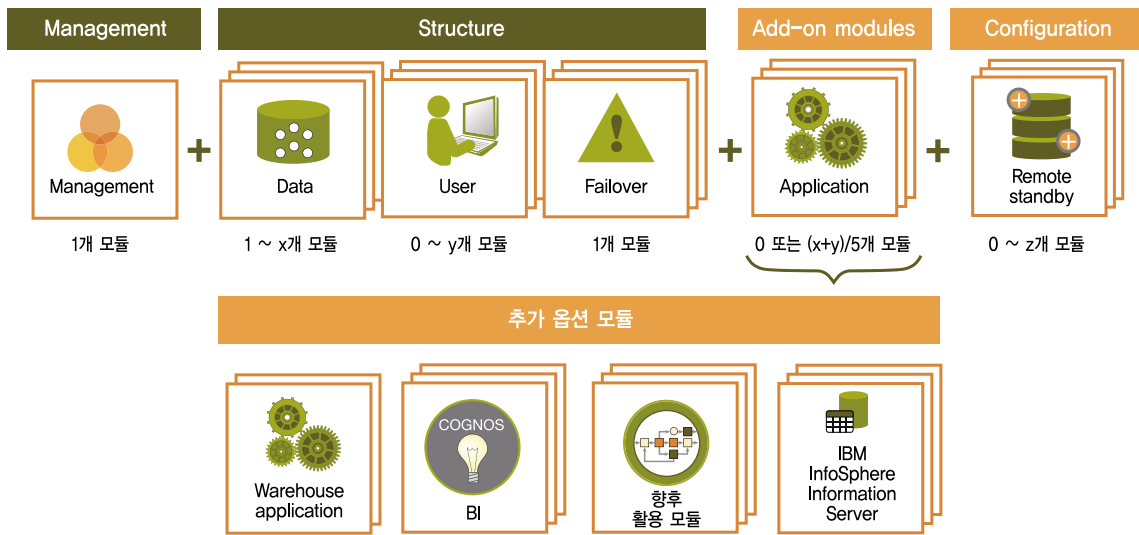 Management
Structure
Add-on modules
Configuration
Management
Data
User
Failover
Application
Remote
standby
1개 모듈
1 ~ x개 모듈
0 ~ y개 모듈
1개 모듈
0 또는 (x+y)/5개 모듈
0 ~ z개 모듈
추가 옵션 모듈
Warehouse
application
COGNOS
BI
향후
활용 모듈
IBM
InfoSphere
Information
Server